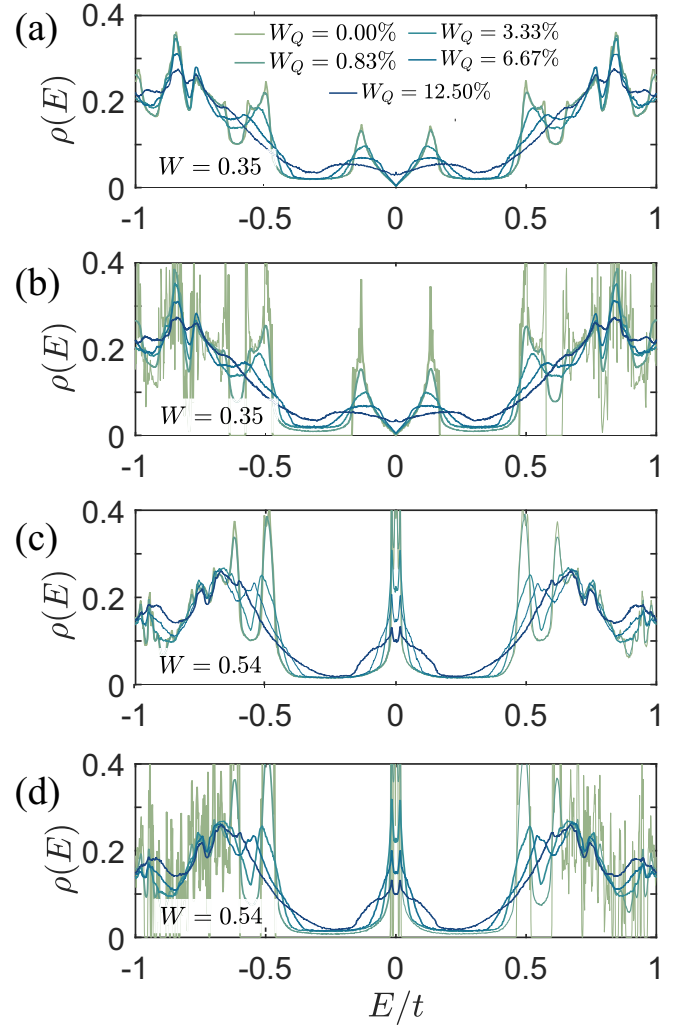 (a)
W_Q = 0.00% W_Q = 3.33%
W_Q = 0.83% W_Q = 6.67%
W_Q = 12.50%
ρ(E)
0.4
0.2
0
W = 0.35
-1 -0.5 0 0.5 1
(b)
ρ(E)
0.4
0.2
0
W = 0.35
-1 -0.5 0 0.5 1
(c)
ρ(E)
0.4
0.2
0
W = 0.54
-1 -0.5 0 0.5 1
(d)
ρ(E)
0.4
0.2
0
W = 0.54
-1 -0.5 0 0.5 1
E/t